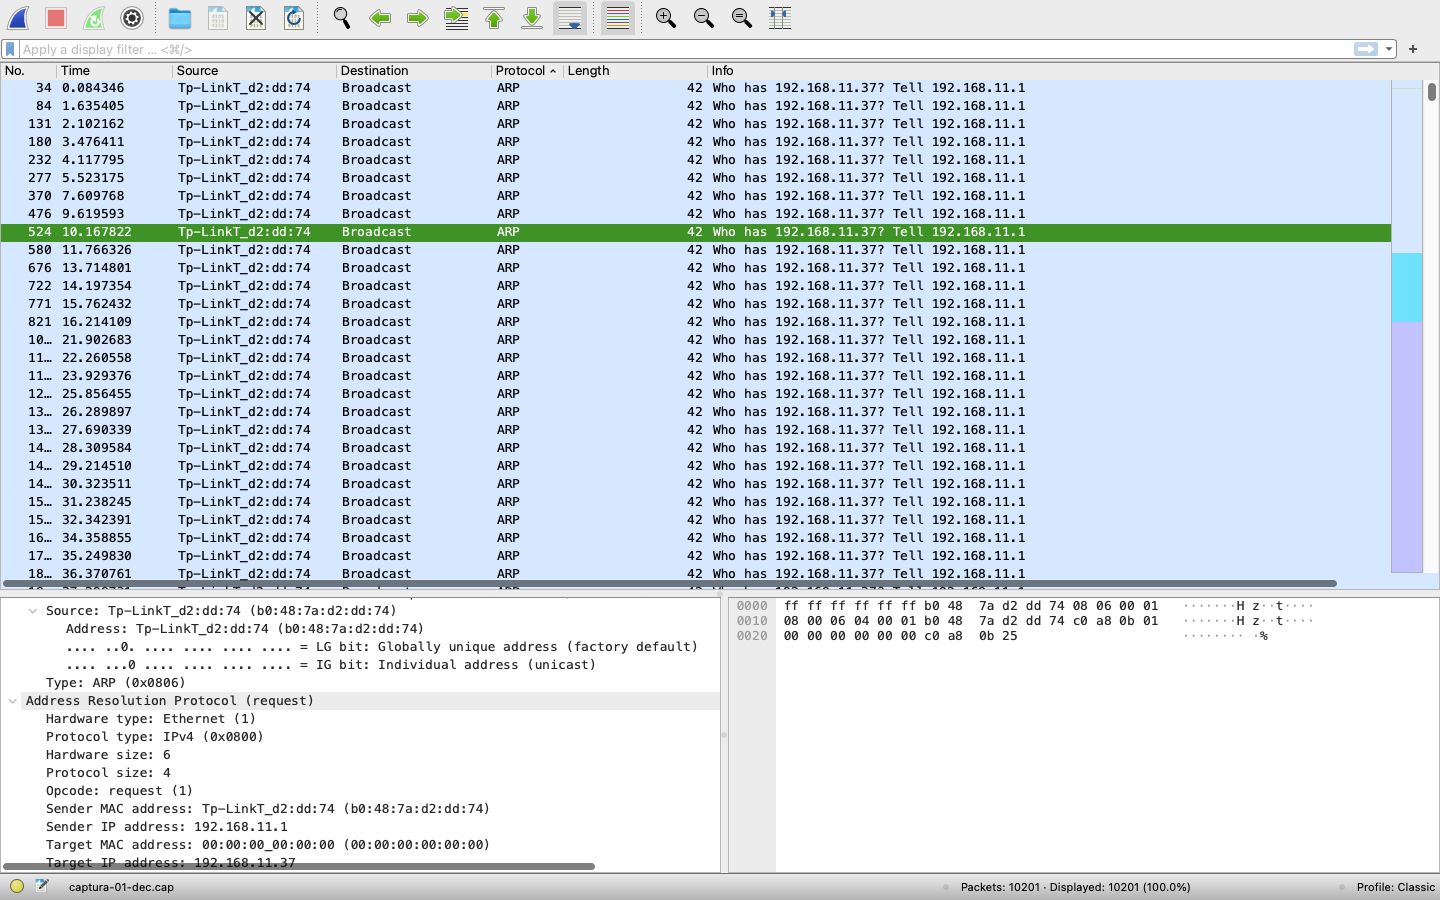 Apply a display filter ... <⌘/>
No. Time Source Destination Protocol Length Info
34 0.084346 Tp-LinkT_d2:dd:74 Broadcast ARP 42 Who has 192.168.11.37? Tell 192.168.11.1
84 1.635405 Tp-LinkT_d2:dd:74 Broadcast ARP 42 Who has 192.168.11.37? Tell 192.168.11.1
131 2.102162 Tp-LinkT_d2:dd:74 Broadcast ARP 42 Who has 192.168.11.37? Tell 192.168.11.1
180 3.476411 Tp-LinkT_d2:dd:74 Broadcast ARP 42 Who has 192.168.11.37? Tell 192.168.11.1
232 4.117795 Tp-LinkT_d2:dd:74 Broadcast ARP 42 Who has 192.168.11.37? Tell 192.168.11.1
277 5.523175 Tp-LinkT_d2:dd:74 Broadcast ARP 42 Who has 192.168.11.37? Tell 192.168.11.1
370 7.609768 Tp-LinkT_d2:dd:74 Broadcast ARP 42 Who has 192.168.11.37? Tell 192.168.11.1
476 9.619593 Tp-LinkT_d2:dd:74 Broadcast ARP 42 Who has 192.168.11.37? Tell 192.168.11.1
524 10.167822 Tp-LinkT_d2:dd:74 Broadcast ARP 42 Who has 192.168.11.37? Tell 192.168.11.1
580 11.766326 Tp-LinkT_d2:dd:74 Broadcast ARP 42 Who has 192.168.11.37? Tell 192.168.11.1
676 13.714801 Tp-LinkT_d2:dd:74 Broadcast ARP 42 Who has 192.168.11.37? Tell 192.168.11.1
722 14.197354 Tp-LinkT_d2:dd:74 Broadcast ARP 42 Who has 192.168.11.37? Tell 192.168.11.1
771 15.762432 Tp-LinkT_d2:dd:74 Broadcast ARP 42 Who has 192.168.11.37? Tell 192.168.11.1
821 16.214109 Tp-LinkT_d2:dd:74 Broadcast ARP 42 Who has 192.168.11.37? Tell 192.168.11.1
10… 21.902683 Tp-LinkT_d2:dd:74 Broadcast ARP 42 Who has 192.168.11.37? Tell 192.168.11.1
11… 22.260558 Tp-LinkT_d2:dd:74 Broadcast ARP 42 Who has 192.168.11.37? Tell 192.168.11.1
11… 23.929376 Tp-LinkT_d2:dd:74 Broadcast ARP 42 Who has 192.168.11.37? Tell 192.168.11.1
12… 25.856455 Tp-LinkT_d2:dd:74 Broadcast ARP 42 Who has 192.168.11.37? Tell 192.168.11.1
13… 26.289897 Tp-LinkT_d2:dd:74 Broadcast ARP 42 Who has 192.168.11.37? Tell 192.168.11.1
13… 27.690339 Tp-LinkT_d2:dd:74 Broadcast ARP 42 Who has 192.168.11.37? Tell 192.168.11.1
14… 28.309584 Tp-LinkT_d2:dd:74 Broadcast ARP 42 Who has 192.168.11.37? Tell 192.168.11.1
14… 29.214510 Tp-LinkT_d2:dd:74 Broadcast ARP 42 Who has 192.168.11.37? Tell 192.168.11.1
14… 30.323511 Tp-LinkT_d2:dd:74 Broadcast ARP 42 Who has 192.168.11.37? Tell 192.168.11.1
15… 31.238245 Tp-LinkT_d2:dd:74 Broadcast ARP 42 Who has 192.168.11.37? Tell 192.168.11.1
15… 32.342391 Tp-LinkT_d2:dd:74 Broadcast ARP 42 Who has 192.168.11.37? Tell 192.168.11.1
16… 34.358855 Tp-LinkT_d2:dd:74 Broadcast ARP 42 Who has 192.168.11.37? Tell 192.168.11.1
17… 35.249830 Tp-LinkT_d2:dd:74 Broadcast ARP 42 Who has 192.168.11.37? Tell 192.168.11.1
18… 36.370761 Tp-LinkT_d2:dd:74 Broadcast ARP 42 Who has 192.168.11.37? Tell 192.168.11.1
Source: Tp-LinkT_d2:dd:74 (b0:48:7a:d2:dd:74)
Address: Tp-LinkT_d2:dd:74 (b0:48:7a:d2:dd:74)
.... ..0. .... .... .... .... = LG bit: Globally unique address (factory default)
.... ...0 .... .... .... .... = IG bit: Individual address (unicast)
Type: ARP (0x0806)
Address Resolution Protocol (request)
Hardware type: Ethernet (1)
Protocol type: IPv4 (0x0800)
Hardware size: 6
Protocol size: 4
Opcode: request (1)
Sender MAC address: Tp-LinkT_d2:dd:74 (b0:48:7a:d2:dd:74)
Sender IP address: 192.168.11.1
Target MAC address: 00:00:00_00:00:00 (00:00:00:00:00:00)
Target IP address: 192.168.11.37
0000 ff ff ff ff ff ff b0 48 7a d2 dd 74 08 06 00 01 ·······H z··t····
0010 08 00 06 04 00 01 b0 48 7a d2 dd 74 c0 a8 0b 01 ·······H z··t····
0020 00 00 00 00 00 00 c0 a8 0b 25 ········ ·%
captura-01-dec.cap Packets: 10201 · Displayed: 10201 (100.0%) Profile: Classic